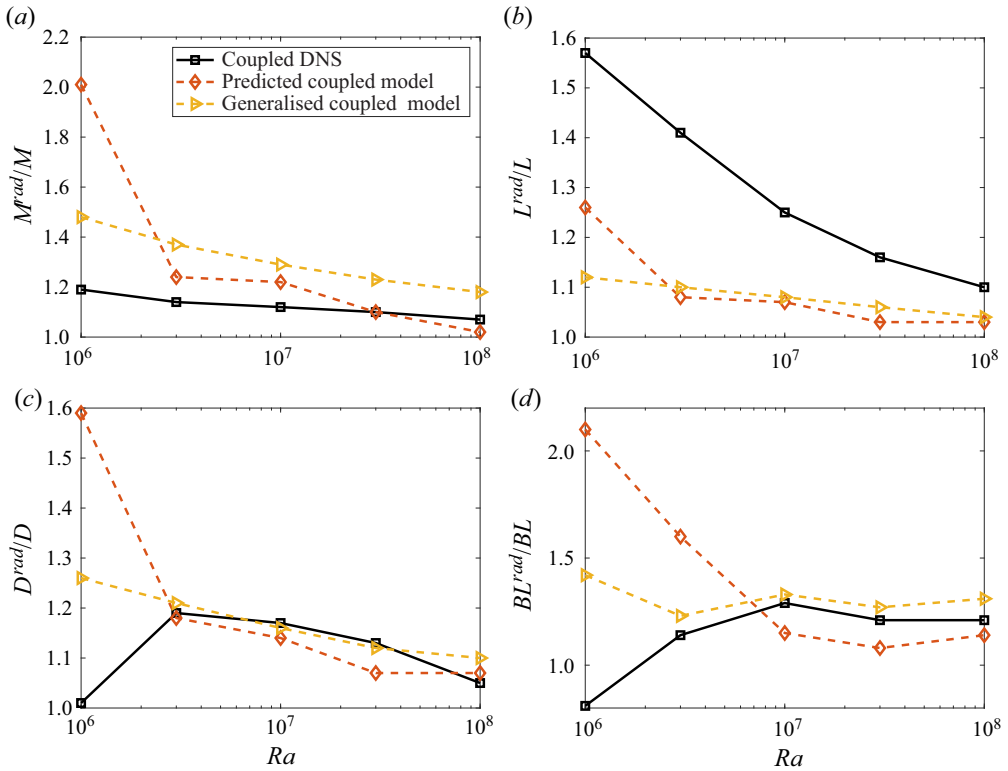 (a)
2.2
2.0
1.8
1.6
1.4
1.2
1.0
M^rad/M
10^6
10^7
10^8
Coupled DNS
Predicted coupled model
Generalised coupled model
(b)
1.6
1.5
1.4
1.3
1.2
1.1
1.0
L^rad/L
10^6
10^7
10^8
(c)
1.6
1.5
1.4
1.3
1.2
1.1
1.0
D^rad/D
10^6
10^7
10^8
Ra
(d)
2.0
1.5
1.0
BL^rad/BL
10^6
10^7
10^8
Ra